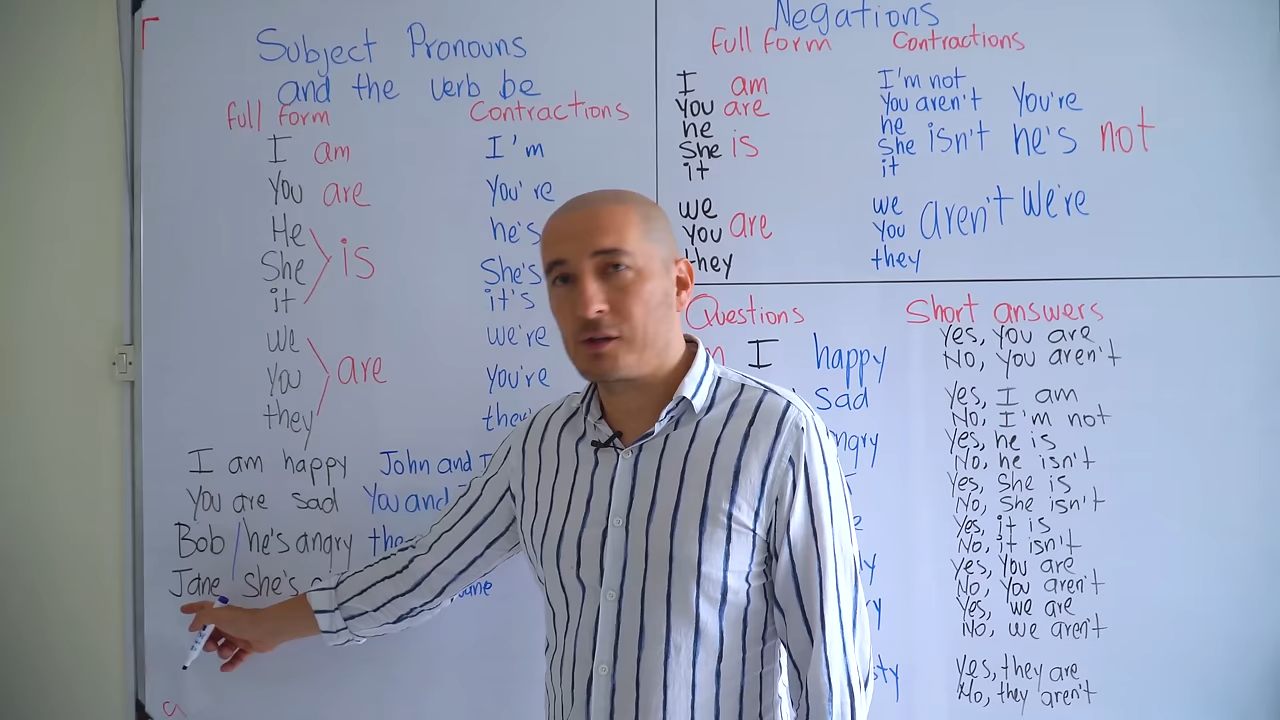 Subject Pronouns
and the verb be
full form Contractions
I am I'm
You are You're
He he's
She is She's
it it's
we we're
You are you're
they
I am happy John and
You are sad You and
Bob / he's angry
Jane She's
Negations
full form Contractions
I am I'm not
You are You aren't You're
he he
She is She isn't he's not
it it
we we
You are You aren't We're
they they
Questions Short answers
I happy Yes, you are
No, you aren't
Sad Yes, I am
No, I'm not
Yes, he is
No, he isn't
Yes, She is
No, She isn't
Yes, it is
No, it isn't
Yes, You are
No, You aren't
Yes, we are
No, we aren't
Yes, they are
No, they aren't